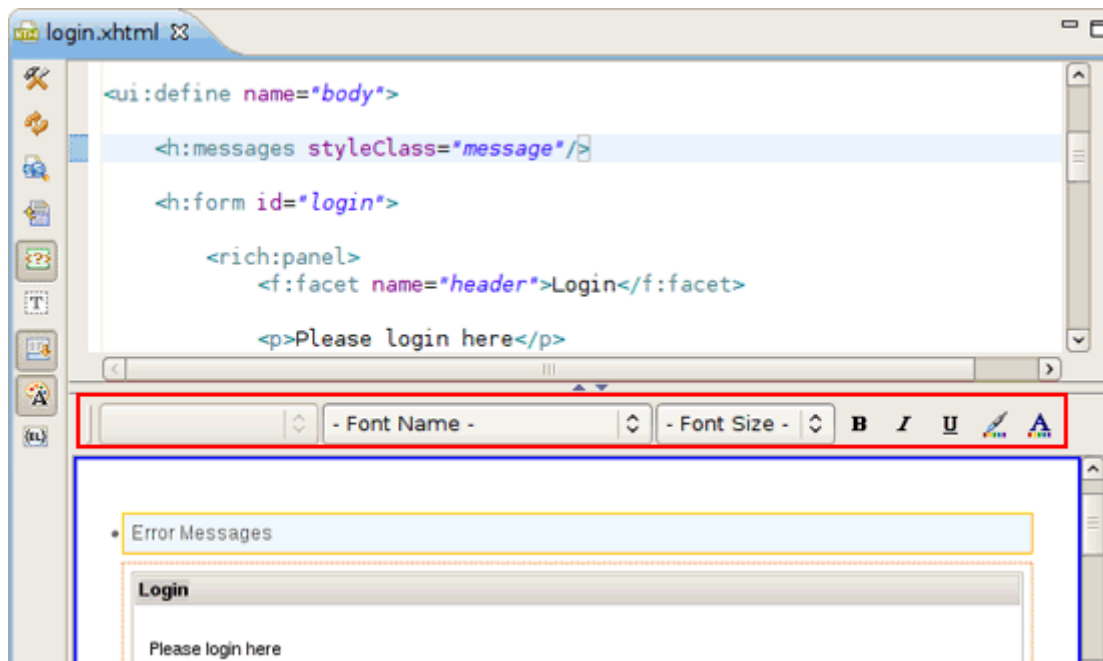 login.xhtml
<ui:define name="body">
<h:messages styleClass="message"/>
<h:form id="login">
<rich:panel>
<f:facet name="header">Login</f:facet>
<p>Please login here</p>
- Font Name -
- Font Size -
B I U A
Error Messages
Login
Please login here